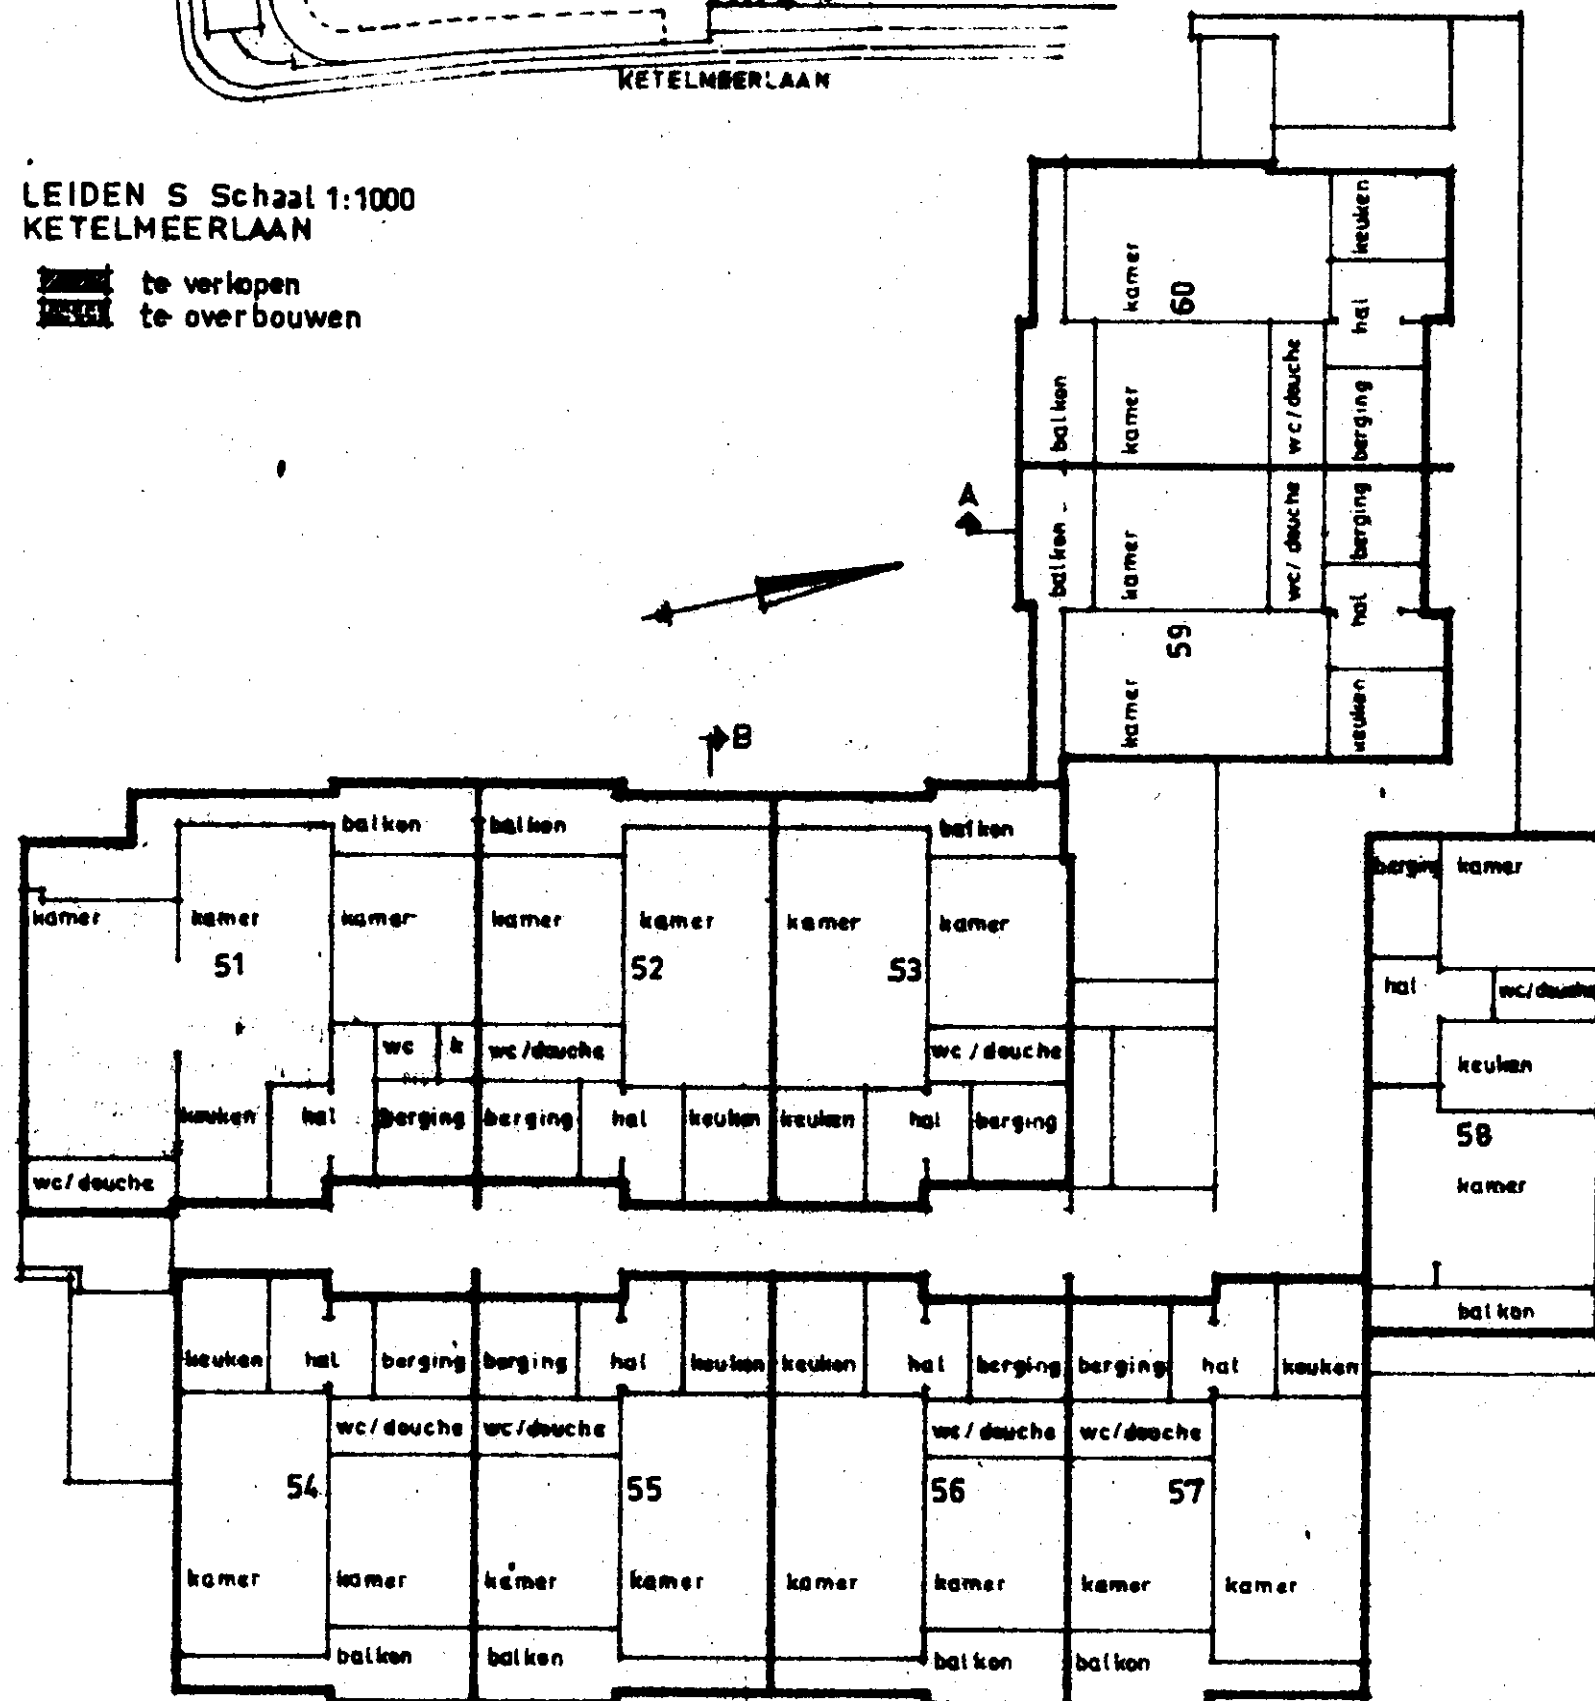 KETELMEERLAAN
LEIDEN S Schaal 1:1000
KETELMEERLAAN
te verkopen
te overbouwen
keuken
kamer
60
hal
balkon
kamer
wc/douche
berging
A
balkon
kamer
wc/douche
berging
hal
59
kamer
keuken
B
balkon
balkon
balkon
berging
kamer
kamer
kamer
kamer
kamer
kamer
kamer
kamer
51
52
53
hal
wc/douche
wc
k
wc/douche
wc/douche
keuken
keuken
hal
berging
berging
hal
keuken
keuken
hal
berging
58
wc/douche
kamer
balkon
keuken
hal
berging
berging
hal
keuken
keuken
hal
berging
berging
hal
keuken
wc/douche
wc/douche
wc/douche
wc/douche
54
55
56
57
kamer
kamer
kamer
kamer
kamer
kamer
kamer
kamer
balkon
balkon
balkon
balkon